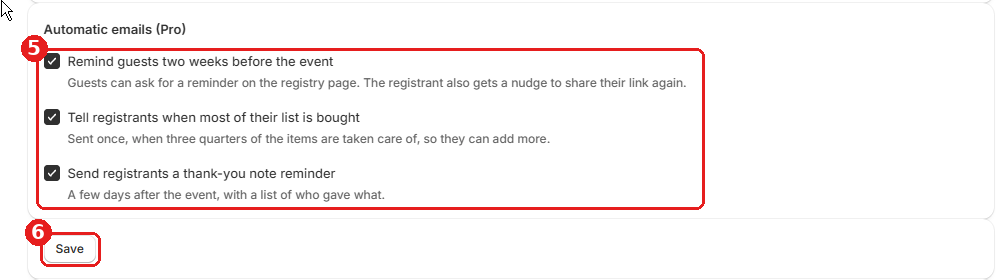 Automatic emails (Pro)
5
Remind guests two weeks before the event
Guests can ask for a reminder on the registry page. The registrant also gets a nudge to share their link again.
Tell registrants when most of their list is bought
Sent once, when three quarters of the items are taken care of, so they can add more.
Send registrants a thank-you note reminder
A few days after the event, with a list of who gave what.
6
Save